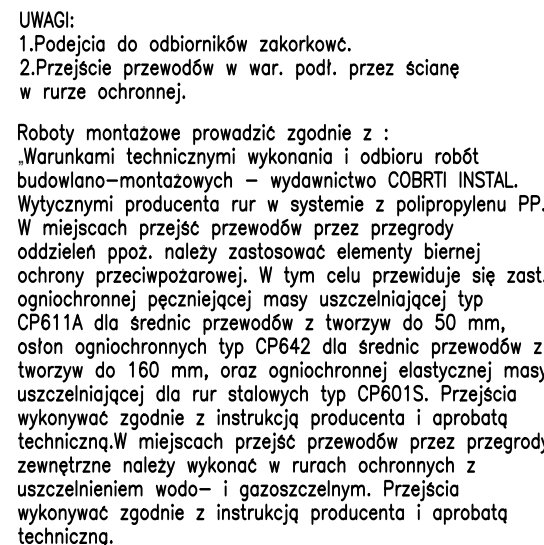 UWAGI:
1.Podejcia do odbiorników zakorkowć.
2.Przejście przewodów w war. podł. przez ścianę
w rurze ochronnej.
Roboty montażowe prowadzić zgodnie z :
„Warunkami technicznymi wykonania i odbioru robót
budowlano–montażowych – wydawnictwo COBRTI INSTAL.
Wytycznymi producenta rur w systemie z polipropylenu PP.
W miejscach przejść przewodów przez przegrody
oddzieleń ppoż. należy zastosować elementy biernej
ochrony przeciwpożarowej. W tym celu przewiduje się zast.
ogniochronnej pęczniejącej masy uszczelniającej typ
CP611A dla średnic przewodów z tworzyw do 50 mm,
osłon ogniochronnych typ CP642 dla średnic przewodów z
tworzyw do 160 mm, oraz ogniochronnej elastycznej masy
uszczelniającej dla rur stalowych typ CP601S. Przejścia
wykonywać zgodnie z instrukcją producenta i aprobatą
techniczną.W miejscach przejść przewodów przez przegrody
zewnętrzne należy wykonać w rurach ochronnych z
uszczelnieniem wodo– i gazoszczelnym. Przejścia
wykonywać zgodnie z instrukcją producenta i aprobatą
techniczną.